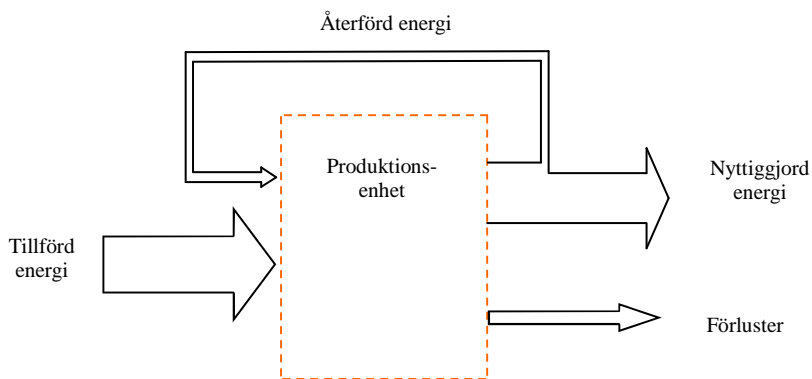 Återförd energi
Produktions-
enhet
Nyttiggjord
energi
Tillförd
energi
Förluster